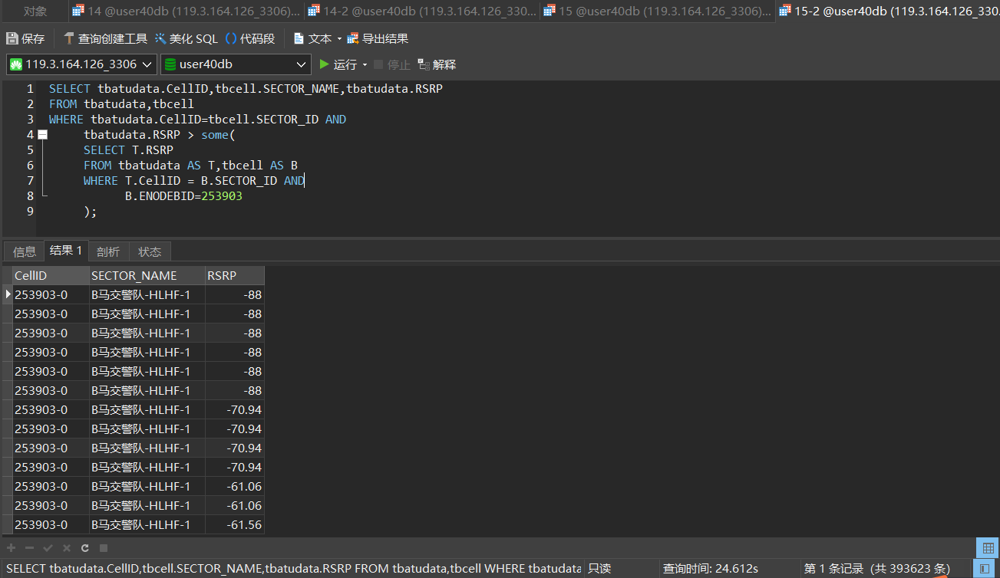 对象 14 @user40db (119.3.164.126_3306)... 14-2 @user40db (119.3.164.126_330... 15 @user40db (119.3.164.126_3306)... 15-2 @user40db (119.3.164.126_330.
保存 查询创建工具 美化 SQL () 代码段 文本 导出结果
119.3.164.126_3306 user40db 运行 停止 解释
1 SELECT tbatudata.CellID,tbcell.SECTOR_NAME,tbatudata.RSRP
2 FROM tbatudata,tbcell
3 WHERE tbatudata.CellID=tbcell.SECTOR_ID AND
4 tbatudata.RSRP > some(
5 SELECT T.RSRP
6 FROM tbatudata AS T,tbcell AS B
7 WHERE T.CellID = B.SECTOR_ID AND
8 B.ENODEBID=253903
9 );
信息 结果 1 剖析 状态
CellID SECTOR_NAME RSRP
253903-0 B马交警队-HLHF-1 -88
253903-0 B马交警队-HLHF-1 -88
253903-0 B马交警队-HLHF-1 -88
253903-0 B马交警队-HLHF-1 -88
253903-0 B马交警队-HLHF-1 -88
253903-0 B马交警队-HLHF-1 -88
253903-0 B马交警队-HLHF-1 -70.94
253903-0 B马交警队-HLHF-1 -70.94
253903-0 B马交警队-HLHF-1 -70.94
253903-0 B马交警队-HLHF-1 -70.94
253903-0 B马交警队-HLHF-1 -61.06
253903-0 B马交警队-HLHF-1 -61.06
253903-0 B马交警队-HLHF-1 -61.56
SELECT tbatudata.CellID,tbcell.SECTOR_NAME,tbatudata.RSRP FROM tbatudata,tbcell WHERE tbatudata 只读 查询时间: 24.612s 第 1 条记录 (共 393623 条)